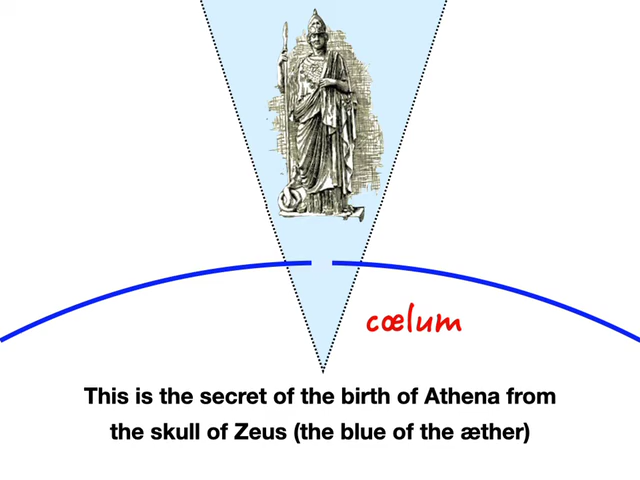 cœlum
This is the secret of the birth of Athena from
the skull of Zeus (the blue of the æther)